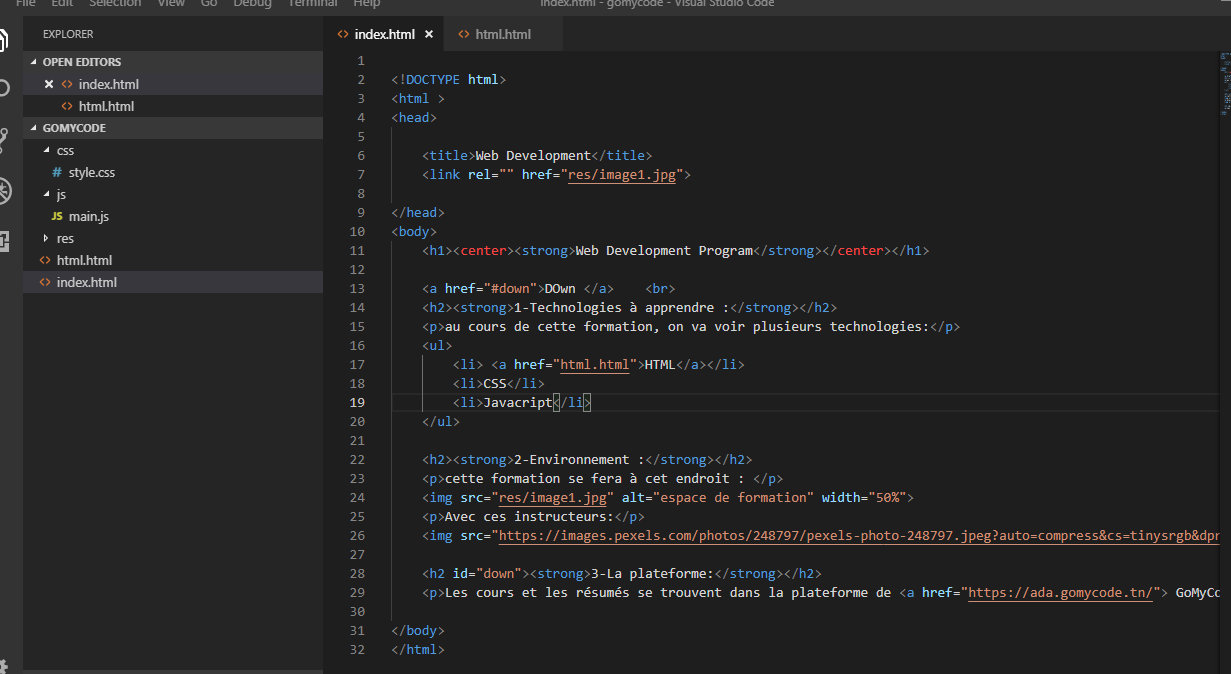 File Edit Selection View Go Debug Terminal Help index.html - gomycode - Visual Studio Code
EXPLORER
OPEN EDITORS
index.html
html.html
GOMYCODE
css
# style.css
js
JS main.js
res
html.html
index.html
index.html html.html
1
2 <!DOCTYPE html>
3 <html >
4 <head>
5
6 <title>Web Development</title>
7 <link rel="" href="res/image1.jpg">
8
9 </head>
10 <body>
11 <h1><center><strong>Web Development Program</strong></center></h1>
12
13 <a href="#down">DOwn </a> <br>
14 <h2><strong>1-Technologies à apprendre :</strong></h2>
15 <p>au cours de cette formation, on va voir plusieurs technologies:</p>
16 <ul>
17 <li> <a href="html.html">HTML</a></li>
18 <li>CSS</li>
19 <li>Javacript</li>
20 </ul>
21
22 <h2><strong>2-Environnement :</strong></h2>
23 <p>cette formation se fera à cet endroit : </p>
24 <img src="res/image1.jpg" alt="espace de formation" width="50%">
25 <p>Avec ces instructeurs:</p>
26 <img src="https://images.pexels.com/photos/248797/pexels-photo-248797.jpeg?auto=compress&cs=tinysrgb&dpr
27
28 <h2 id="down"><strong>3-La plateforme:</strong></h2>
29 <p>Les cours et les résumés se trouvent dans la plateforme de <a href="https://ada.gomycode.tn/"> GoMyCo
30
31 </body>
32 </html>